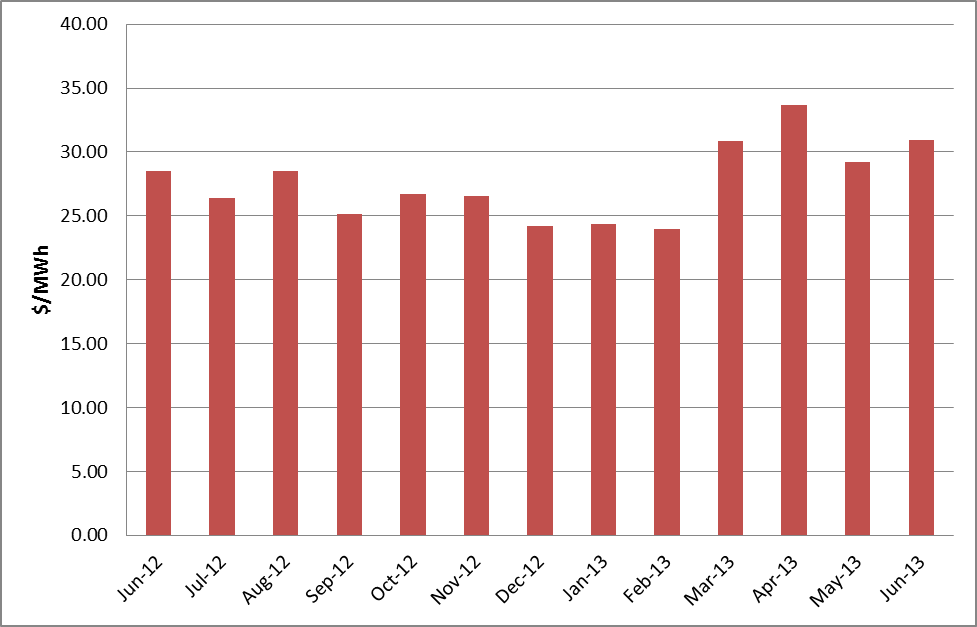 40.00
35.00
30.00
25.00
20.00
15.00
10.00
5.00
0.00
$/MWh
Jun-12
Jul-12
Aug-12
Sep-12
Oct-12
Nov-12
Dec-12
Jan-13
Feb-13
Mar-13
Apr-13
May-13
Jun-13